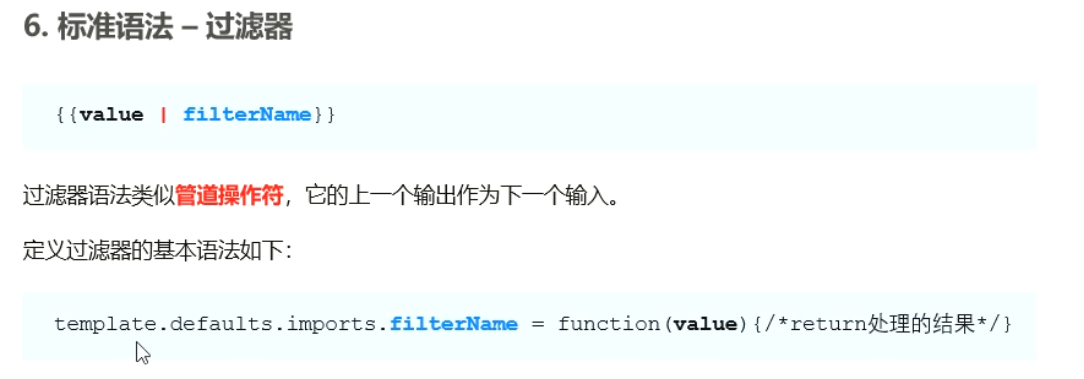 6. 标准语法 – 过滤器
{{value | filterName}}
过滤器语法类似管道操作符，它的上一个输出作为下一个输入。
定义过滤器的基本语法如下：
template.defaults.imports.filterName = function(value){/*return处理的结果*/}